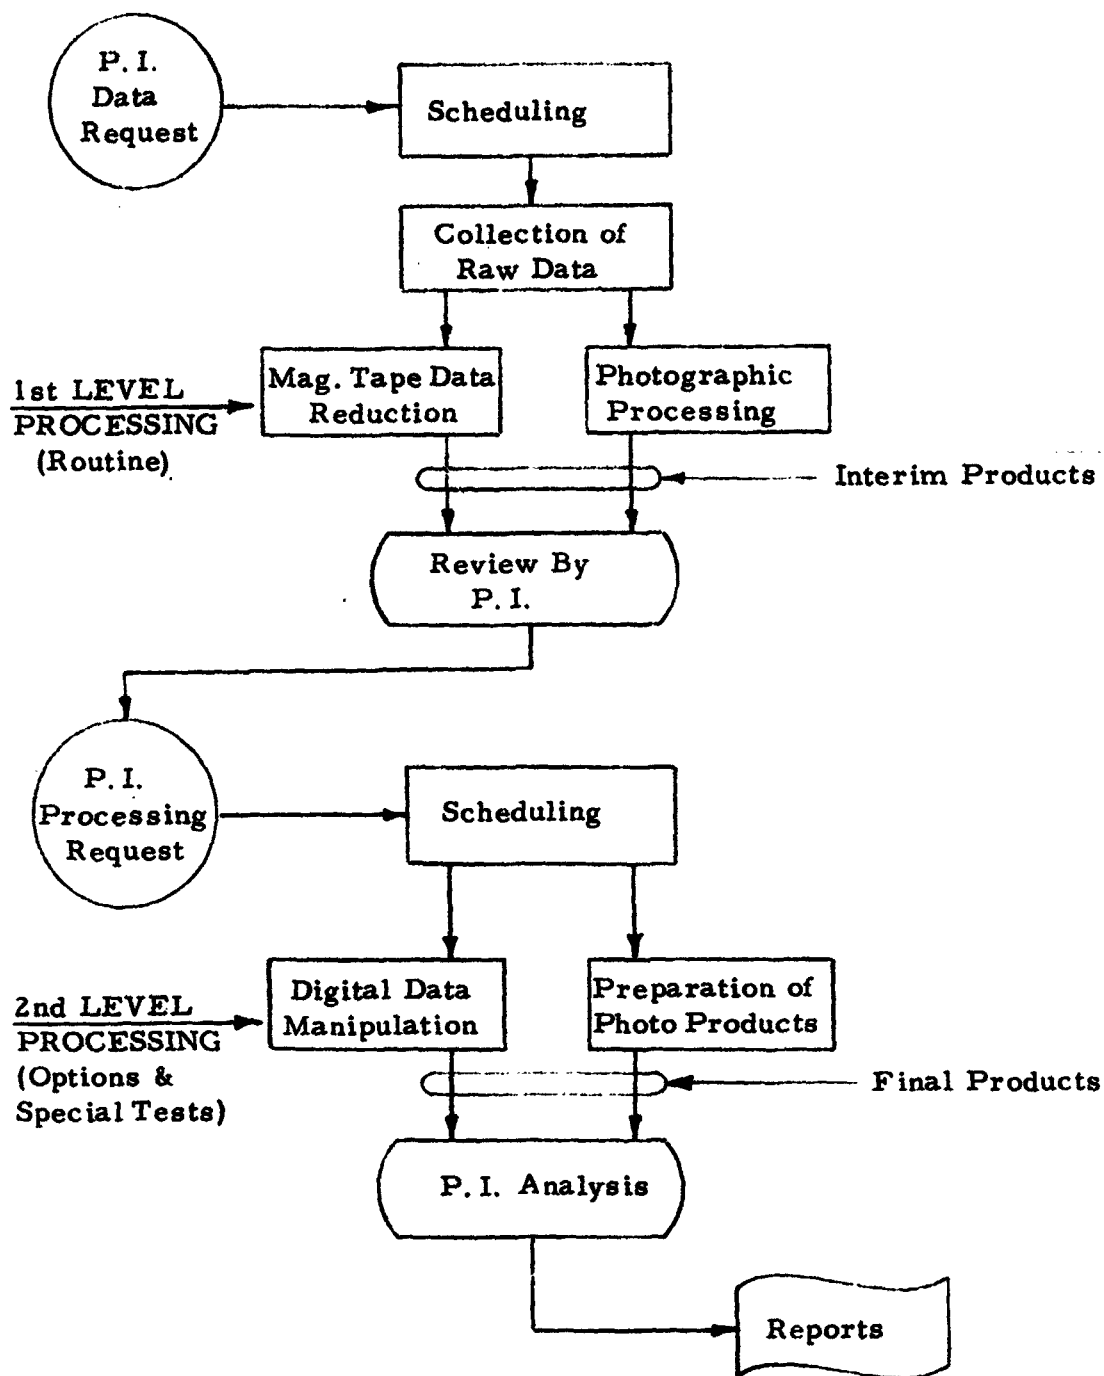 P. I.
Data
Request
Scheduling
Collection of
Raw Data
Mag. Tape Data
Reduction
Photographic
Processing
1st LEVEL
PROCESSING
(Routine)
Interim Products
Review By
P. I.
P. I.
Processing
Request
Scheduling
Digital Data
Manipulation
Preparation of
Photo Products
2nd LEVEL
PROCESSING
(Options &
Special Tests)
Final Products
P. I. Analysis
Reports